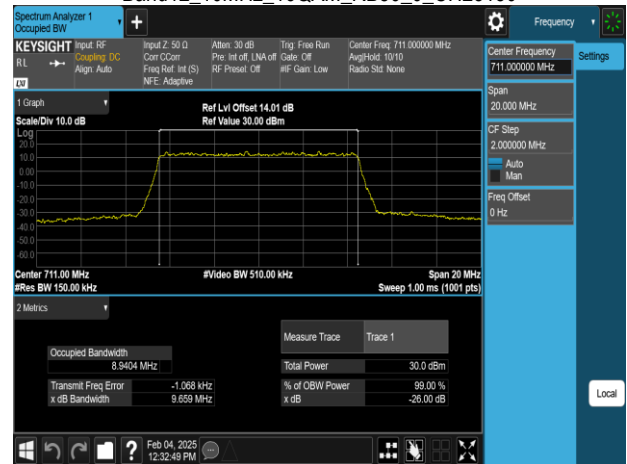 Spectrum Analyzer 1
Occupied BW
Frequency
KEYSIGHT
RL
LXI
Input: RF
Coupling: DC
Align: Auto
Input Z: 50 Ω
Corr CCorr
Freq Ref: Int (S)
NFE: Adaptive
Atten: 30 dB
Pre: Int off, LNA off
RF Preset: Off
Trig: Free Run
Gate: Off
#IF Gain: Low
Center Freq: 711.000000 MHz
Avg|Hold: 10/10
Radio Std: None
Center Frequency
711.000000 MHz
Settings
Span
20.000 MHz
CF Step
2.000000 MHz
Auto
Man
Freq Offset
0 Hz
Local
1 Graph
Scale/Div 10.0 dB
Ref Lvl Offset 14.01 dB
Ref Value 30.00 dBm
Log
20.0
10.0
0.00
-10.0
-20.0
-30.0
-40.0
-50.0
-60.0
Center 711.00 MHz
#Video BW 510.00 kHz
Span 20 MHz
#Res BW 150.00 kHz
Sweep 1.00 ms (1001 pts)
2 Metrics
Measure Trace
Trace 1
Occupied Bandwidth
8.9404 MHz
Total Power
30.0 dBm
Transmit Freq Error
-1.068 kHz
% of OBW Power
99.00 %
x dB Bandwidth
9.659 MHz
x dB
-26.00 dB
Feb 04, 2025
12:32:49 PM